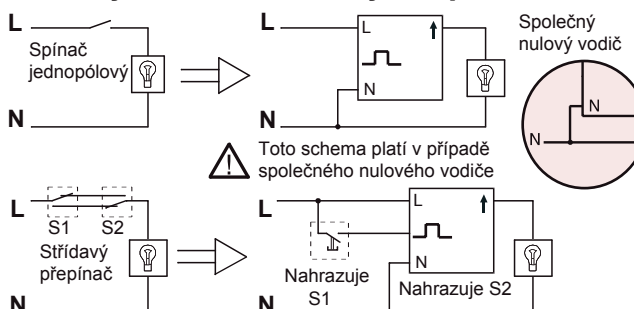 L
Spínač
jednopólový
N
L
N
N
L
N
Společný
nulový vodič
N
N
Toto schema platí v případě
společného nulového vodiče
L
S1 S2
Střídavý
přepínač
N
L
L
N
Nahrazuje
S1
Nahrazuje S2
N